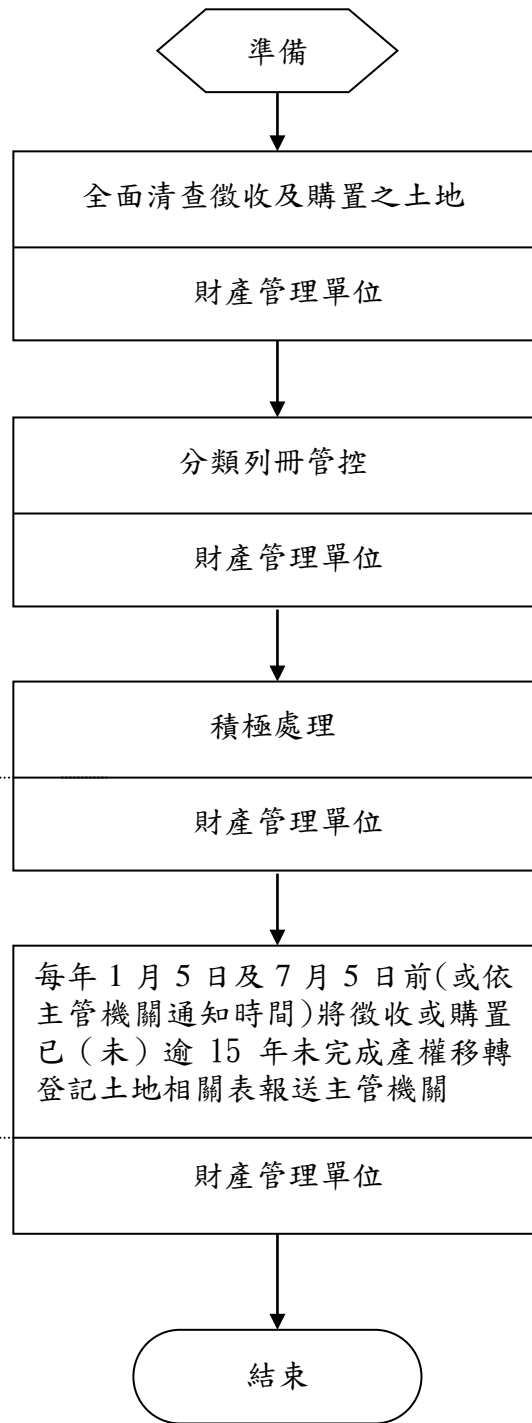 準備
全面清查徵收及購置之土地
財產管理單位
分類列冊管控
財產管理單位
積極處理
財產管理單位
每年 1 月 5 日及 7 月 5 日前(或依
主管機關通知時間)將徵收或購置
已（未）逾 15 年未完成產權移轉
登記土地相關表報送主管機關
財產管理單位
結束